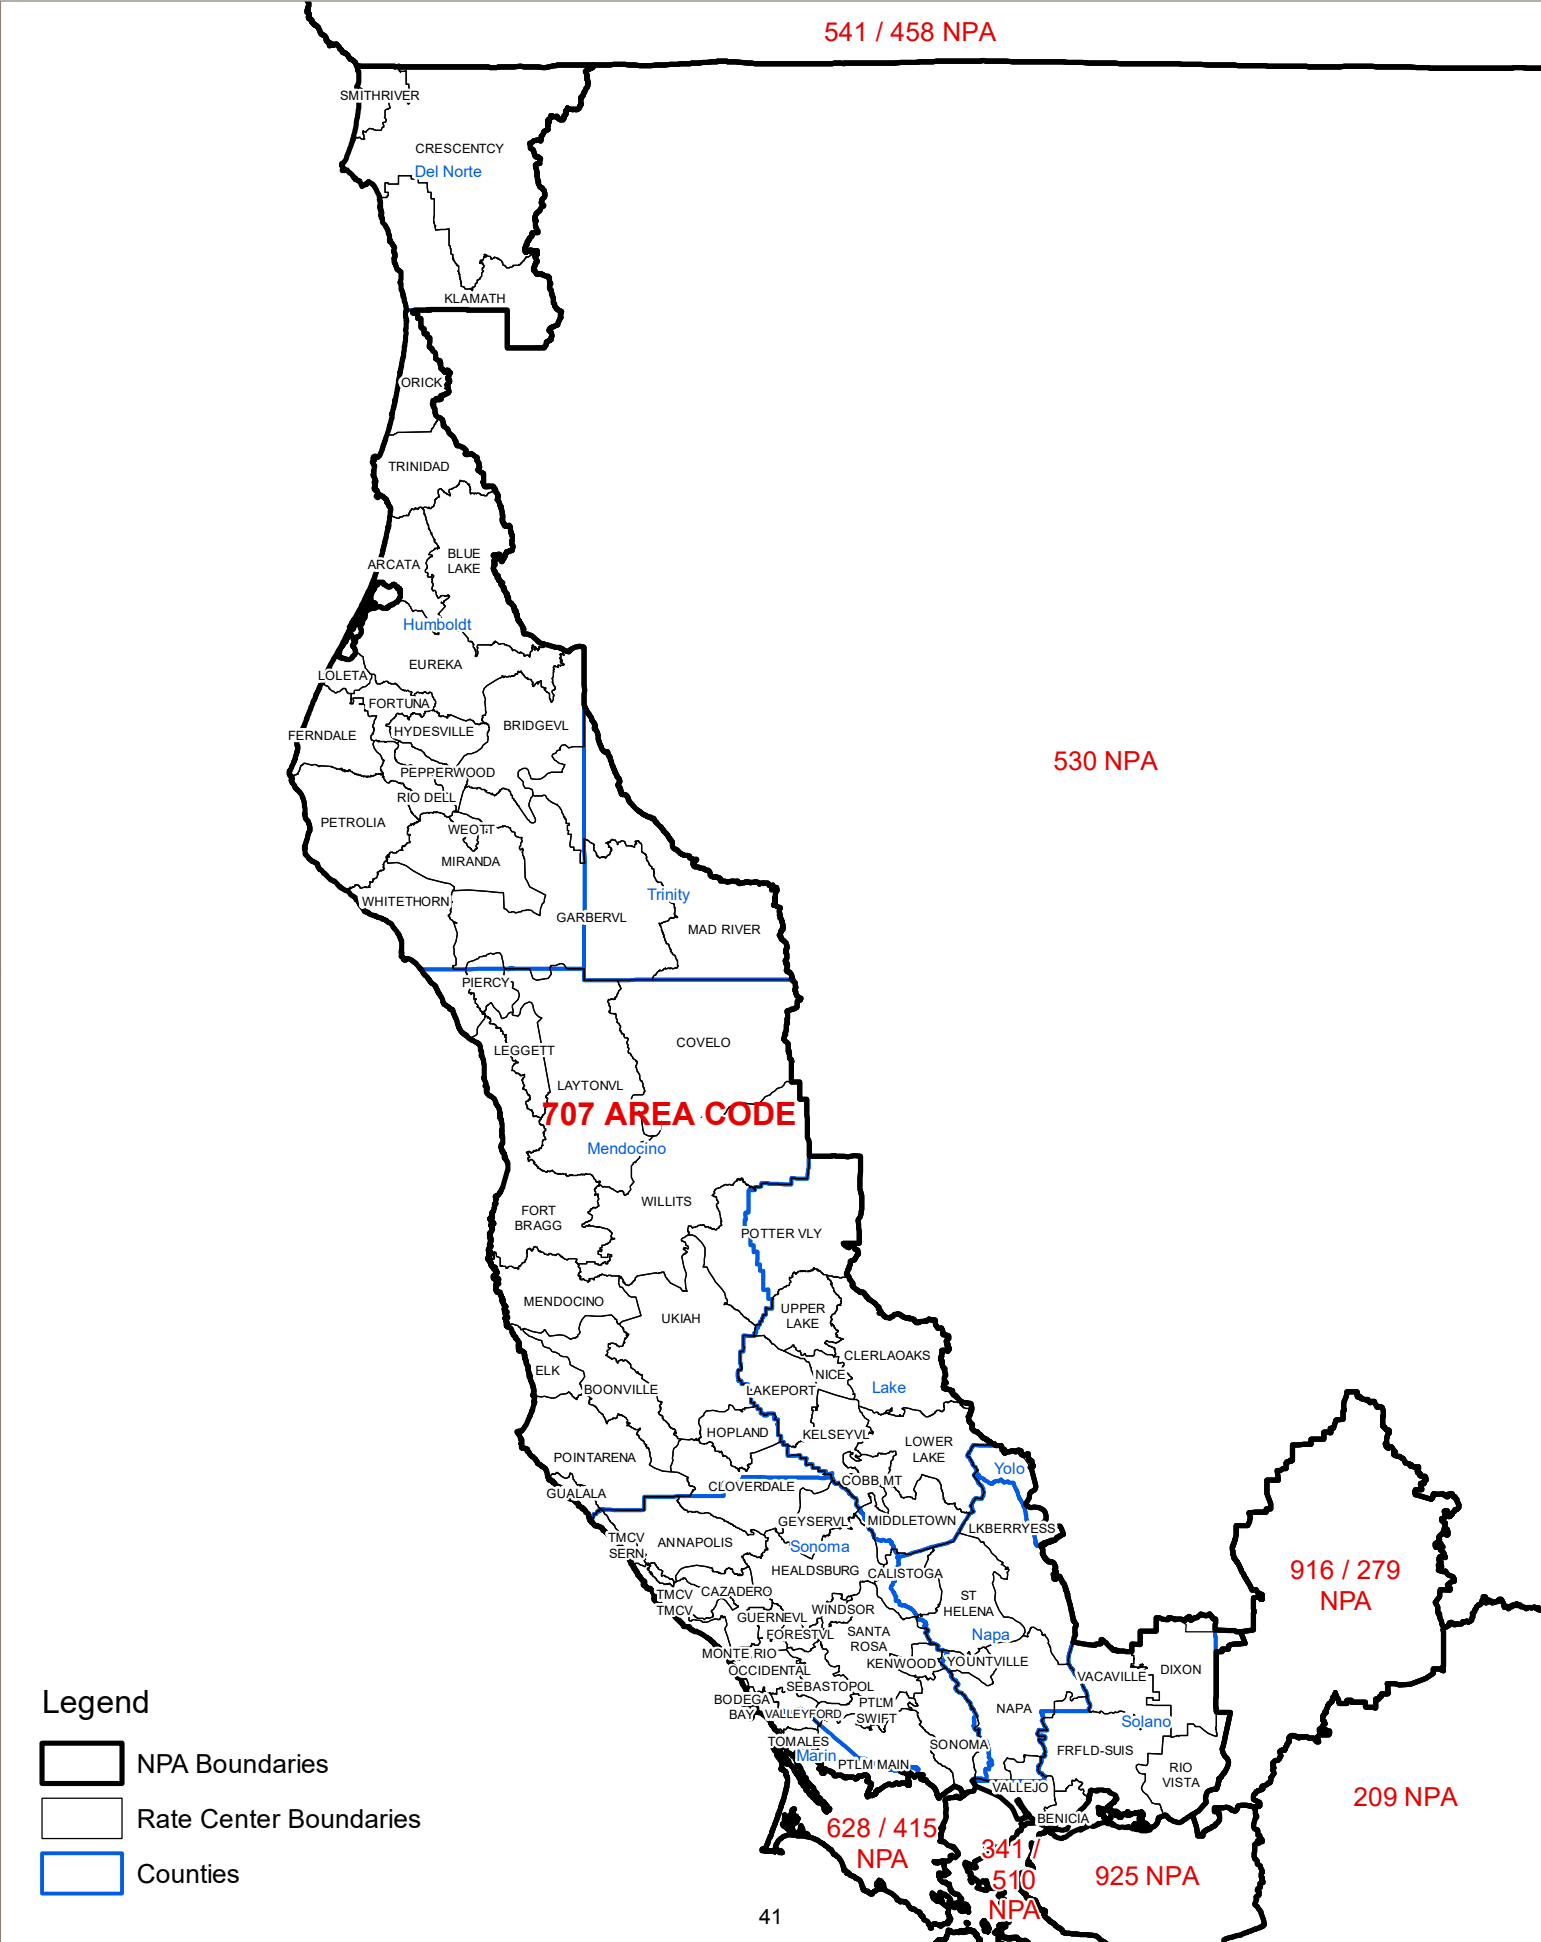 541 / 458 NPA
SMITHRIVER
CRESCENTCY
Del Norte
KLAMATH
ORICK
TRINIDAD
ARCATA
BLUE
LAKE
Humboldt
EUREKA
LOLETA
FORTUNA
HYDESVILLE
BRIDGEVL
FERNDALE
530 NPA
PEPPERWOOD
RIO DELL
PETROLIA
WEOTT
MIRANDA
Trinity
WHITETHORN
GARBERVL
MAD RIVER
PIERCY
COVELO
LEGGETT
LAYTONVL
707 AREA CODE
Mendocino
WILLITS
FORT
BRAGG
POTTER VLY
MENDOCINO
UKIAH
UPPER
LAKE
CLERLAOAKS
ELK
NICE
BOONVILLE
LAKEPORT
Lake
HOPLAND
KELSEYVL
LOWER
LAKE
POINTARENA
Yolo
COBB MT
CLOVERDALE
GUALALA
GEYSERVL
MIDDLETOWN
LKBERRYESS
TMCV
SERN
ANNAPOLIS
Sonoma
HEALDSBURG
CALISTOGA
916 / 279
NPA
TMCV
TMCV
CAZADERO
ST
HELENA
GUERNEVL
WINDSOR
FORESTVL
SANTA
ROSA
Napa
MONTE RIO
KENWOOD
YOUNTVILLE
OCCIDENTAL
VACAVILLE
DIXON
SEBASTOPOL
BODEGA
BAY
VALLEYFORD
PTLM
SWIFT
NAPA
Solano
TOMALES
Marin
PTLM MAIN
SONOMA
FRFLD-SUIS
RIO
VISTA
VALLEJO
BENICIA
209 NPA
628 / 415
NPA
341 /
510
NPA
925 NPA
Legend
NPA Boundaries
Rate Center Boundaries
Counties
41